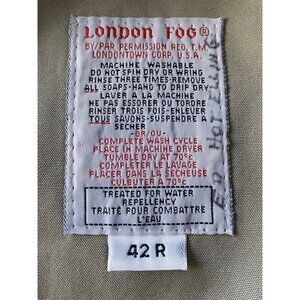 LONDON FOG®
BY/PAR PERMISSION REG. T.M.
LONDONTOWN CORP. U.S.A.
MACHINE WASHABLE
DO NOT SPIN DRY OR WRING
RINSE THREE TIMES-REMOVE
ALL SOAPS-HANG TO DRIP DRY
LAVER A LA MACHINE
NE PAS ESSORER OU TORDRE
RINSER TROIS FOIS-ENLEVER
TOUS SAVONS-SUSPENDRE A
SECHER
-OR/OU-
COMPLETE WASH CYCLE
PLACE IN MACHINE DRYER
TUMBLE DRY AT 70°c
COMPLETER LE LAVAGE
PLACER DANS LA SECHEUSE
CULBUTER A 70°c
TREATED FOR WATER
REPELLENCY
TRAITÉ POUR COMBATTRE
L'EAU
42 R